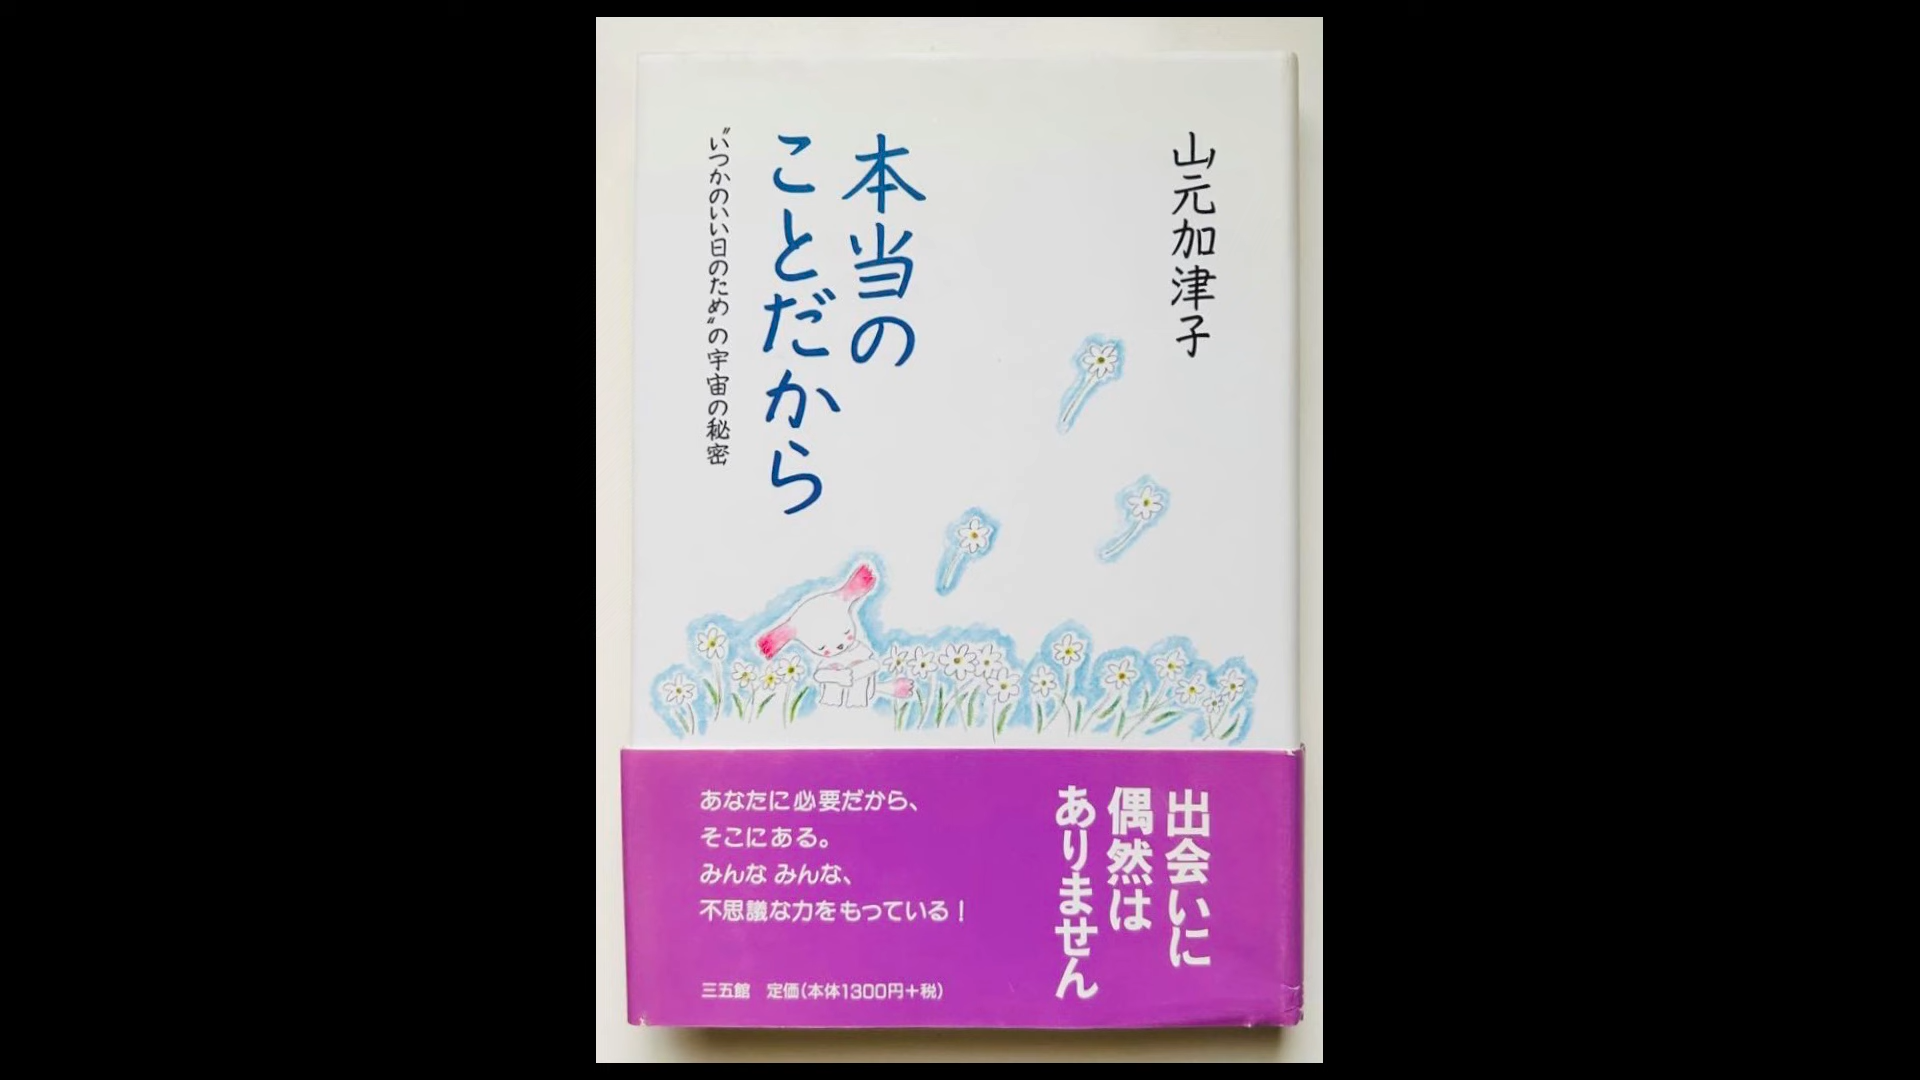 山元加津子
本当の
ことだから
〝いつかのいい日のため〟の宇宙の秘密
出会いに
偶然は
ありません
あなたに必要だから、
そこにある。
みんな みんな、
不思議な力をもっている!
三五館 定価(本体1300円+税)